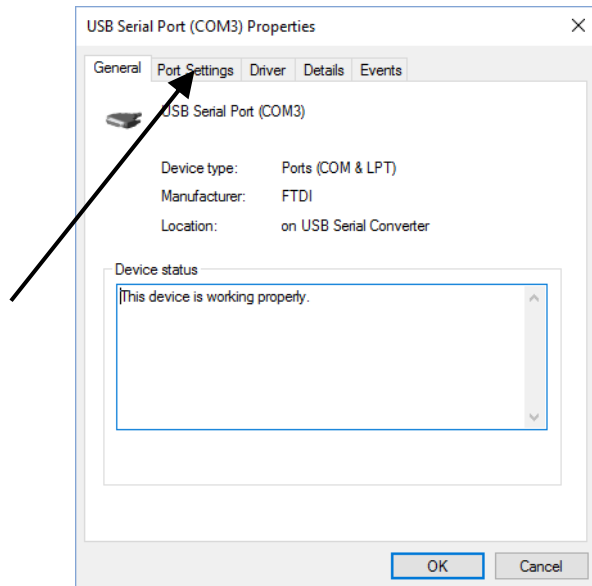 USB Serial Port (COM3) Properties
General Port Settings Driver Details Events
USB Serial Port (COM3)
Device type: Ports (COM & LPT)
Manufacturer: FTDI
Location: on USB Serial Converter
Device status
This device is working properly.
OK Cancel